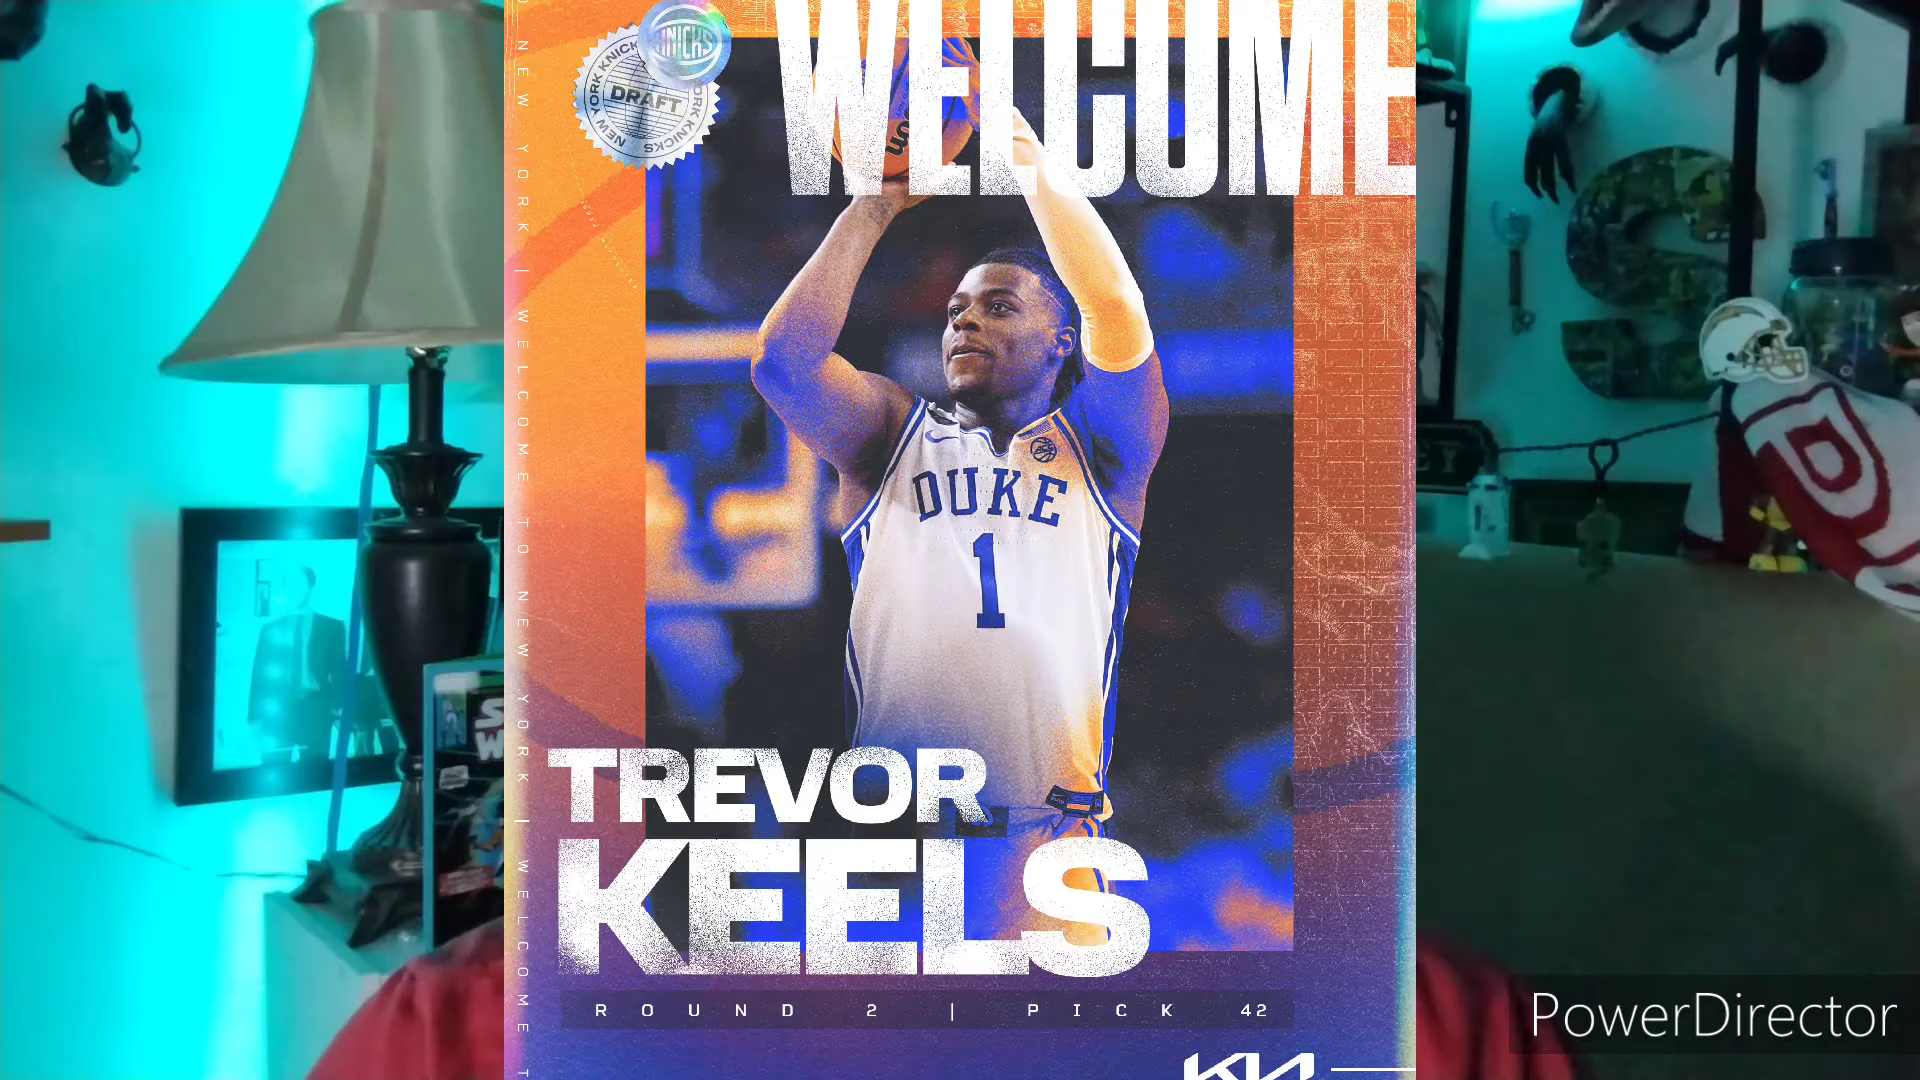 WELCOME
KNICKS
NEW YORK KNICKS
DRAFT
NEW YORK KNICKS
NEW YORK | WELCOME TO NEW YORK | WELCOME T
DUKE
1
TREVOR
KEELS
ROUND 2 | PICK 42
KIA
PowerDirector